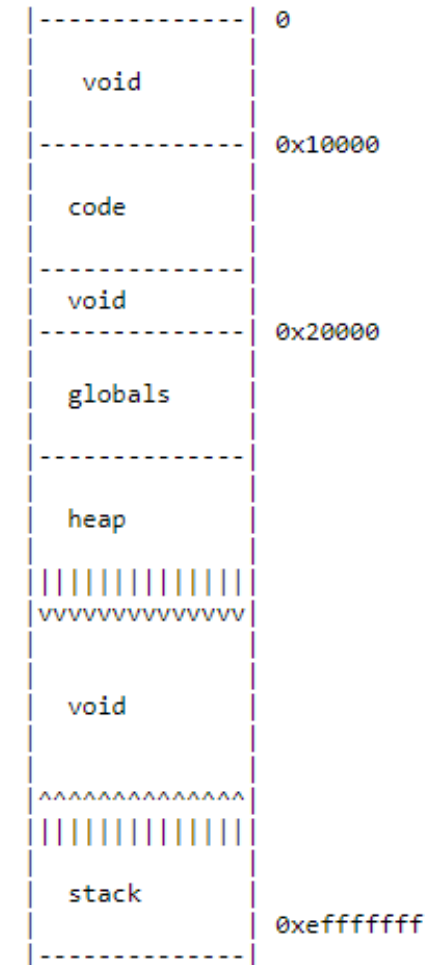 |--------------| 0
|              |
|   void       |
|              |
|--------------| 0x10000
|              |
|  code        |
|              |
|--------------|
|  void        |
|--------------| 0x20000
|              |
|  globals     |
|              |
|--------------|
|              |
|  heap        |
|              |
||||||||||||||||
|vvvvvvvvvvvvvv|
|              |
|              |
|  void        |
|              |
|              |
|^^^^^^^^^^^^^^|
||||||||||||||||
|              |
|  stack       |
|              | 0xefffffff
|--------------|